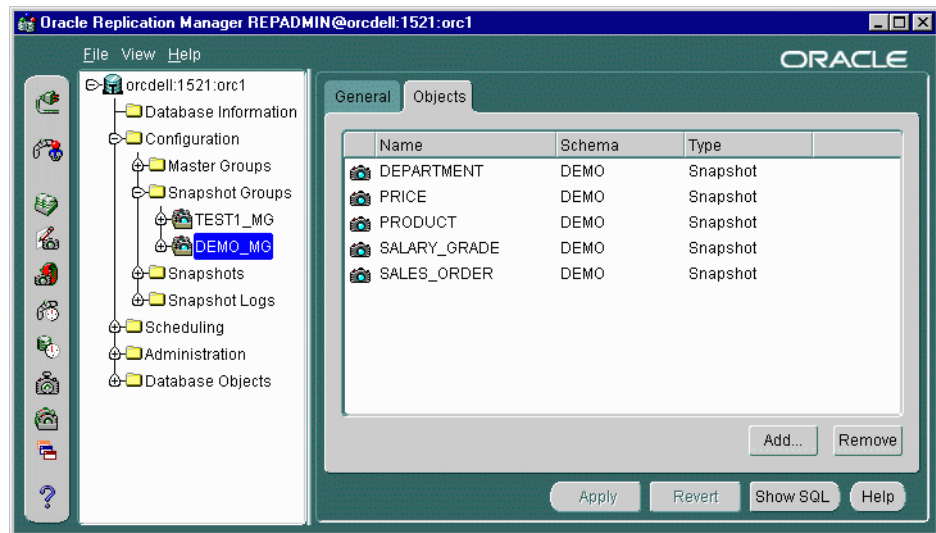 Oracle Replication Manager REPADMIN@orcdell:1521:orc1
File View Help
ORACLE
orcdell:1521:orc1
Database Information
Configuration
Master Groups
Snapshot Groups
TEST1_MG
DEMO_MG
Snapshots
Snapshot Logs
Scheduling
Administration
Database Objects
General Objects
Name Schema Type
DEPARTMENT DEMO Snapshot
PRICE DEMO Snapshot
PRODUCT DEMO Snapshot
SALARY_GRADE DEMO Snapshot
SALES_ORDER DEMO Snapshot
Add... Remove
Apply Revert Show SQL Help